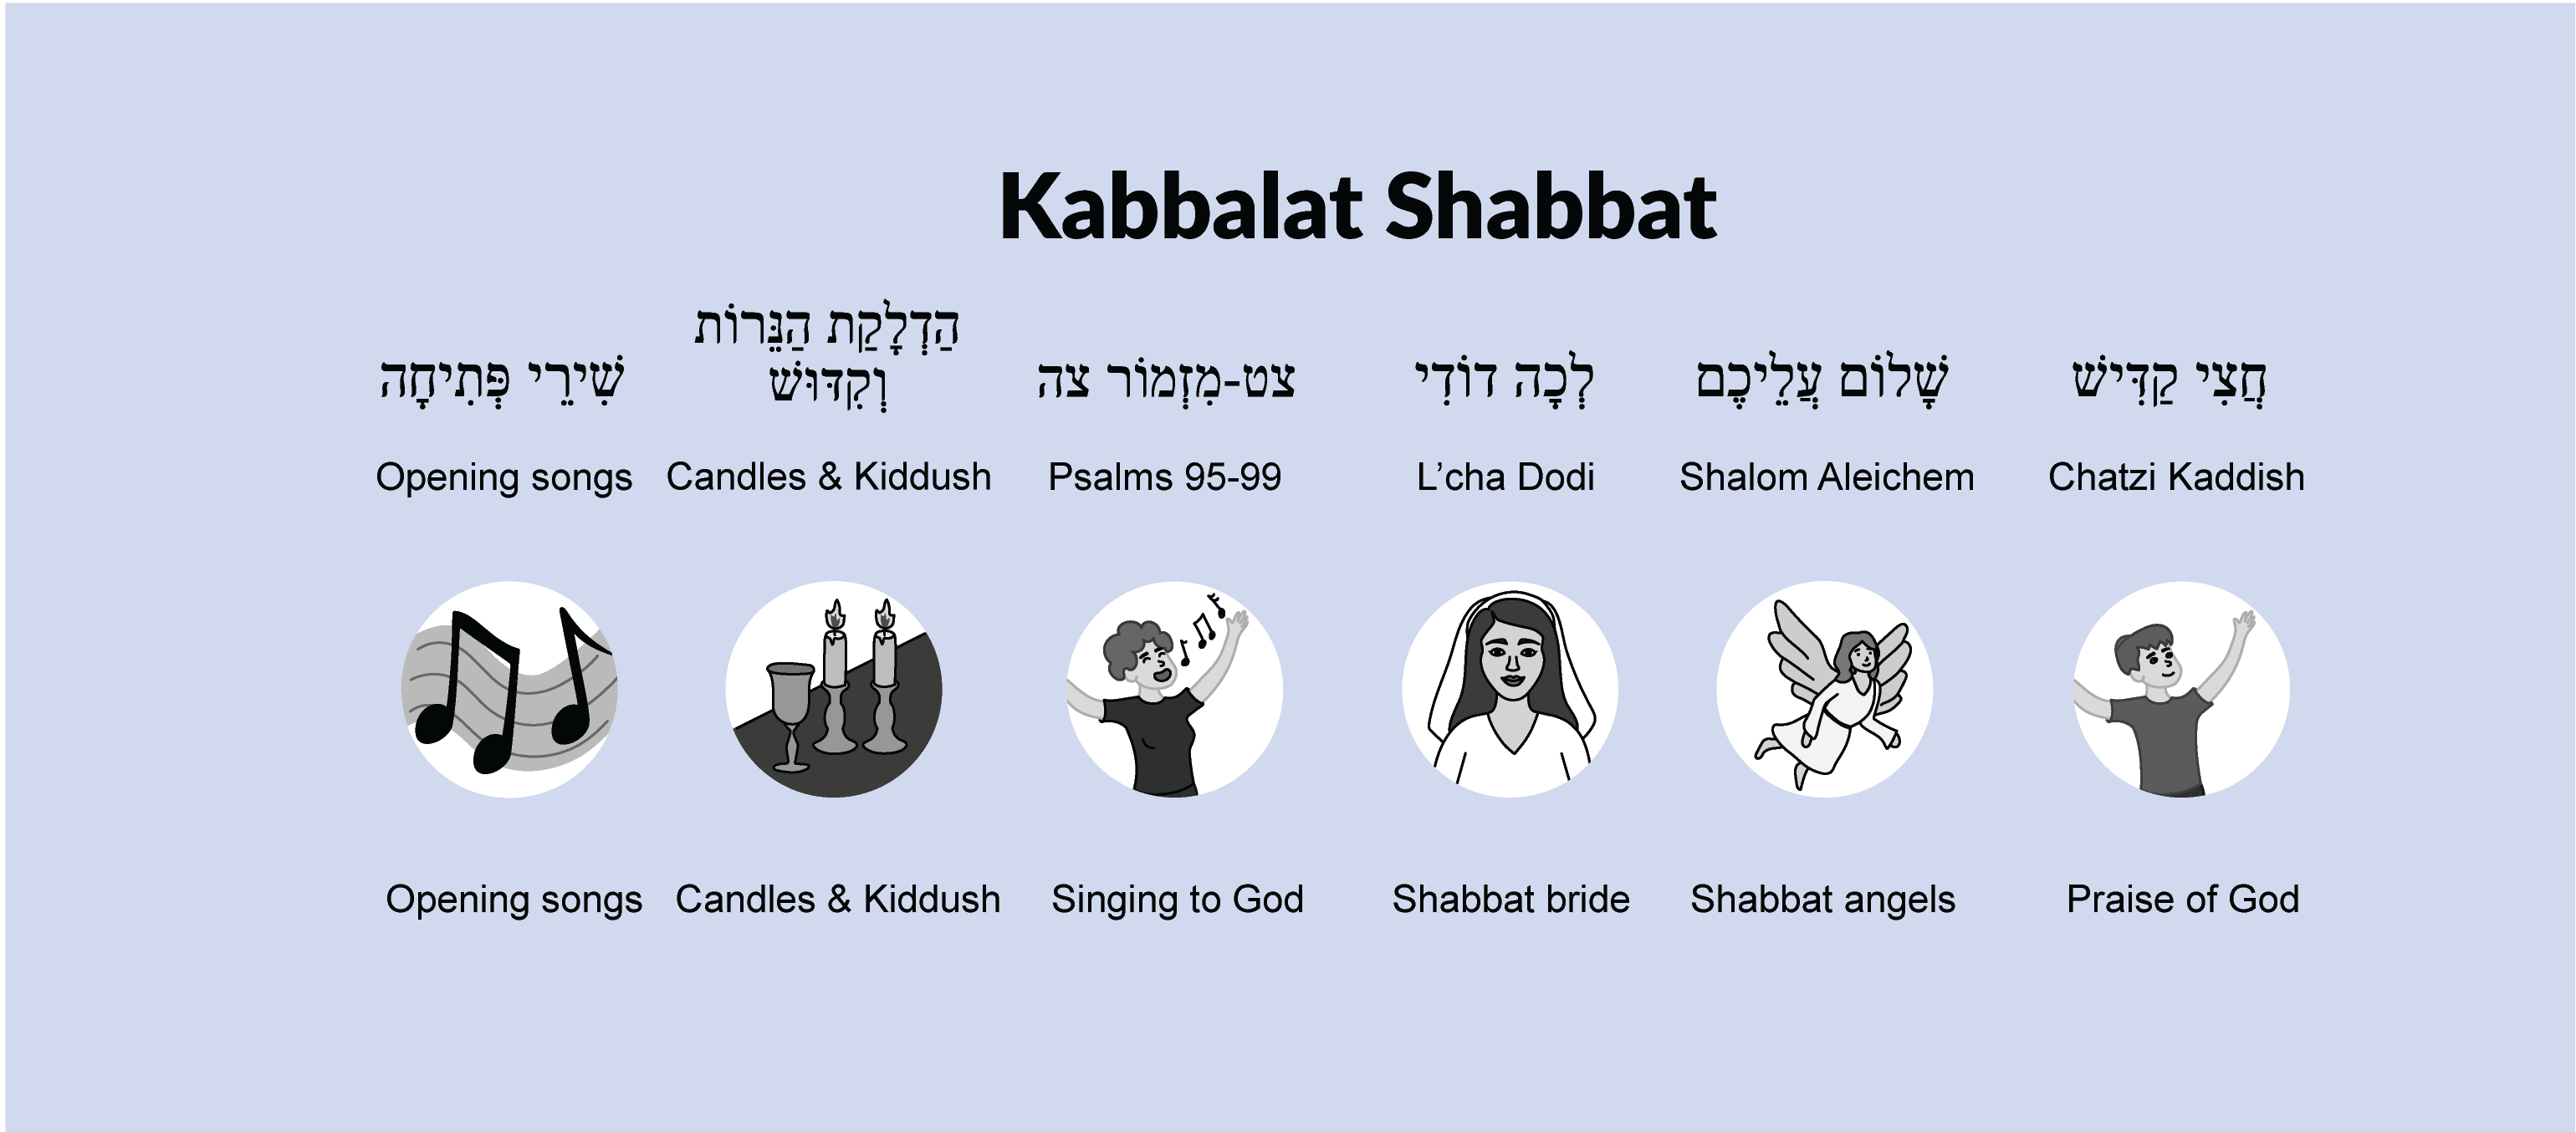 Kabbalat Shabbat
שִׁירֵי פְּתִיחָה
הַדְלָקַת הַנֵּרוֹת
וְקִדּוּשׁ
צט-מִזְמוֹר צה
לְכָה דוֹדִי
שָׁלוֹם עֲלֵיכֶם
חֲצִי קַדִּישׁ
Opening songs
Candles & Kiddush
Psalms 95-99
L’cha Dodi
Shalom Aleichem
Chatzi Kaddish
Opening songs
Candles & Kiddush
Singing to God
Shabbat bride
Shabbat angels
Praise of God